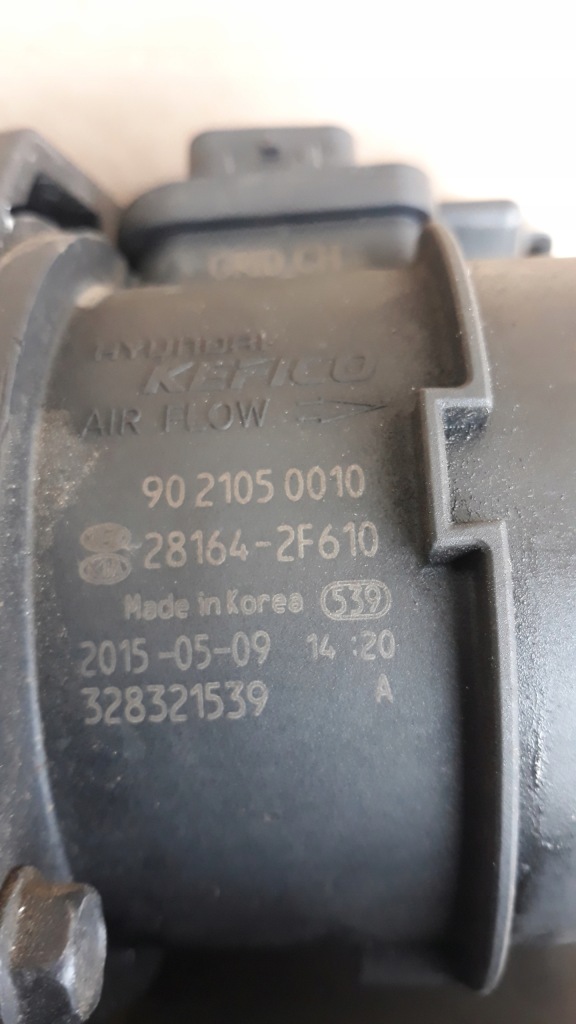 HYUNDAI
KEFICO
AIR FLOW
90 2105 0010
28164-2F610
Made in Korea 539
2015-05-09 14:20
328321539 A